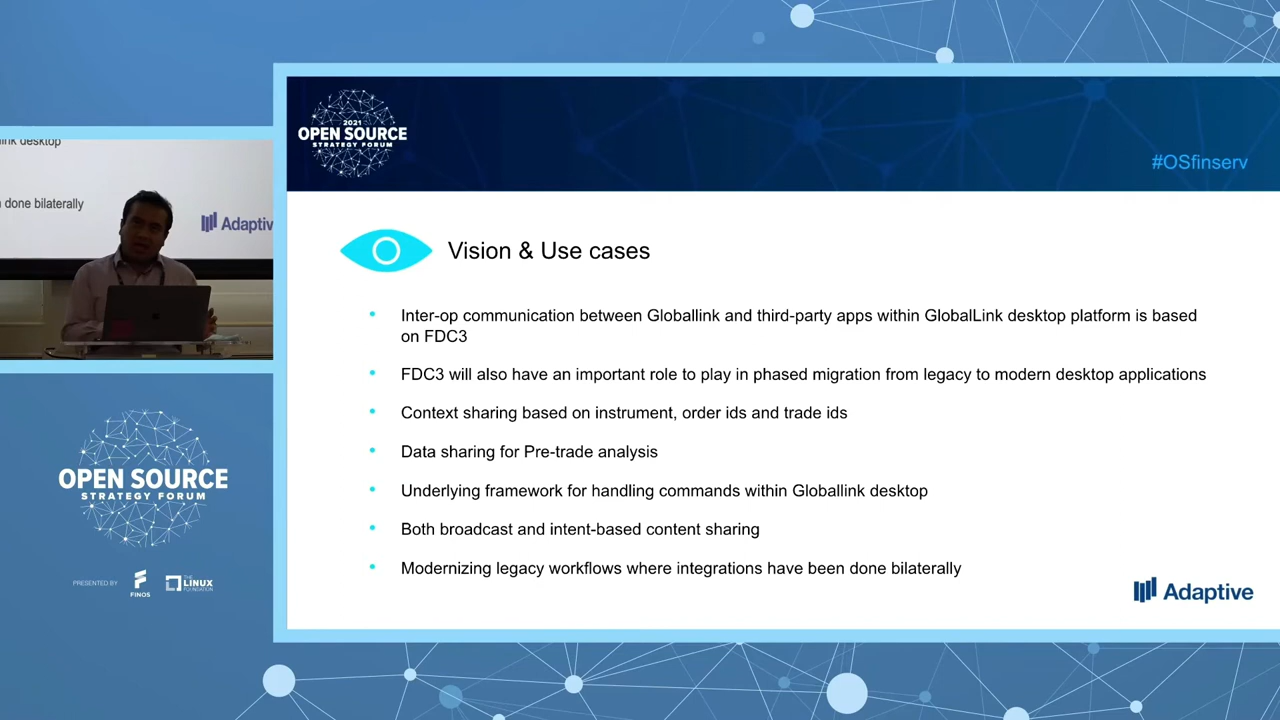 2021
OPEN SOURCE
STRATEGY FORUM
#OSfinserv
Vision & Use cases
• Inter-op communication between Globallink and third-party apps within GlobalLink desktop platform is based
on FDC3
• FDC3 will also have an important role to play in phased migration from legacy to modern desktop applications
• Context sharing based on instrument, order ids and trade ids
• Data sharing for Pre-trade analysis
• Underlying framework for handling commands within Globallink desktop
• Both broadcast and intent-based content sharing
• Modernizing legacy workflows where integrations have been done bilaterally
Adaptive
desktop
done bilaterally
Adaptiv
OPEN SOURCE
STRATEGY FORUM
PRESENTED BY
FINOS
THE
LINUX
FOUNDATION